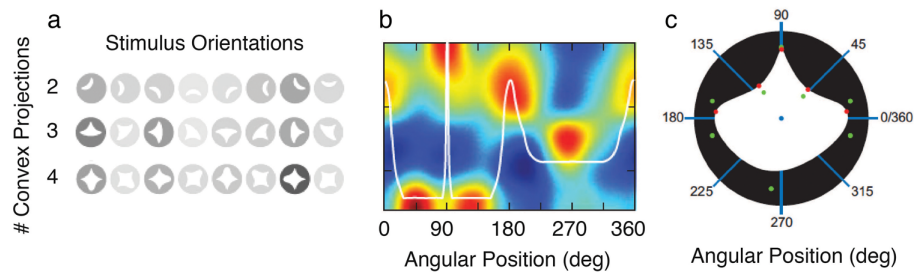 a
Stimulus Orientations
# Convex Projections
2
3
4
b
0 90 180 270 360
Angular Position (deg)
c
90
135 45
180 0/360
225 315
270
Angular Position (deg)